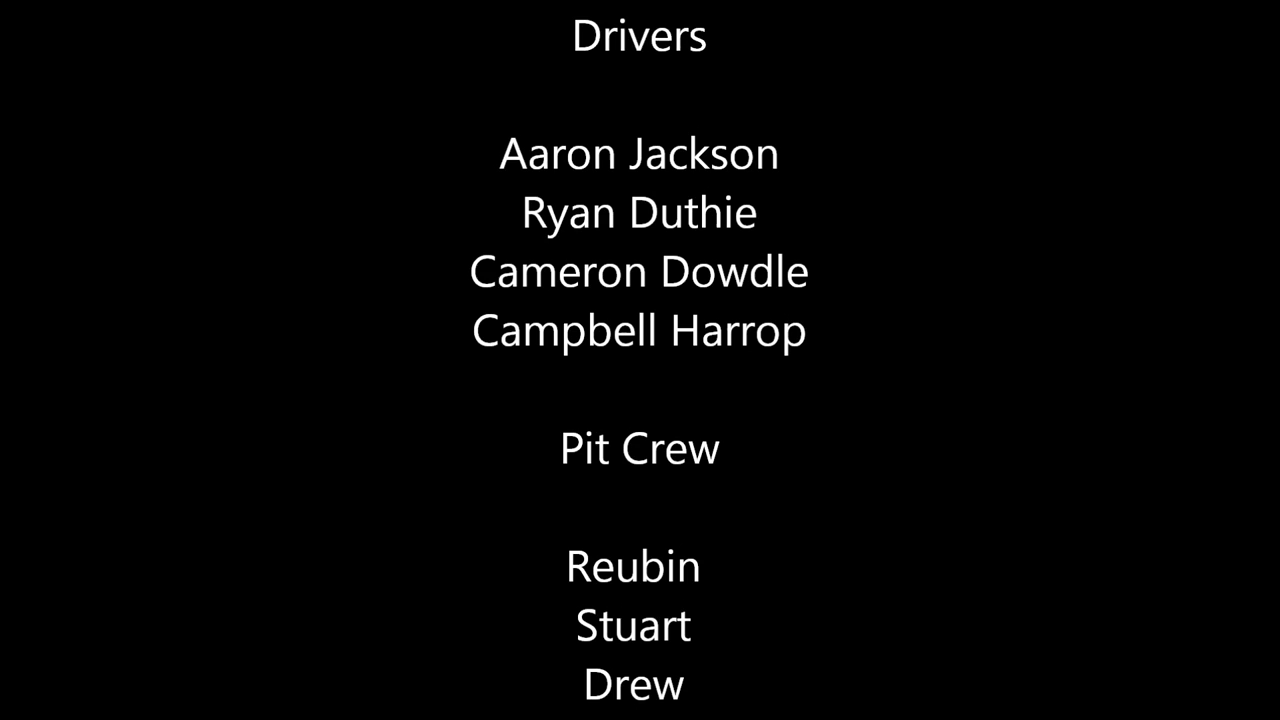 Drivers
Aaron Jackson
Ryan Duthie
Cameron Dowdle
Campbell Harrop
Pit Crew
Reubin
Stuart
Drew